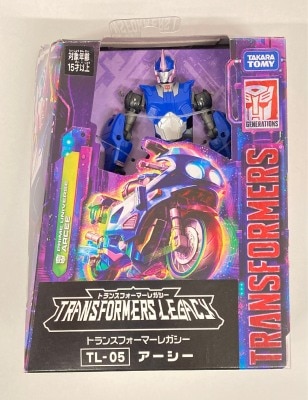 対象年齢
15才以上
TAKARA
TOMY
TRANSFORMERS
GENERATIONS
PRIME UNIVERSE
ARCEE
TRANSFORMERS
トランスフォーマーレガシー
TRANSFORMERS LEGACY
トランスフォーマーレガシー
TL-05 アーシー